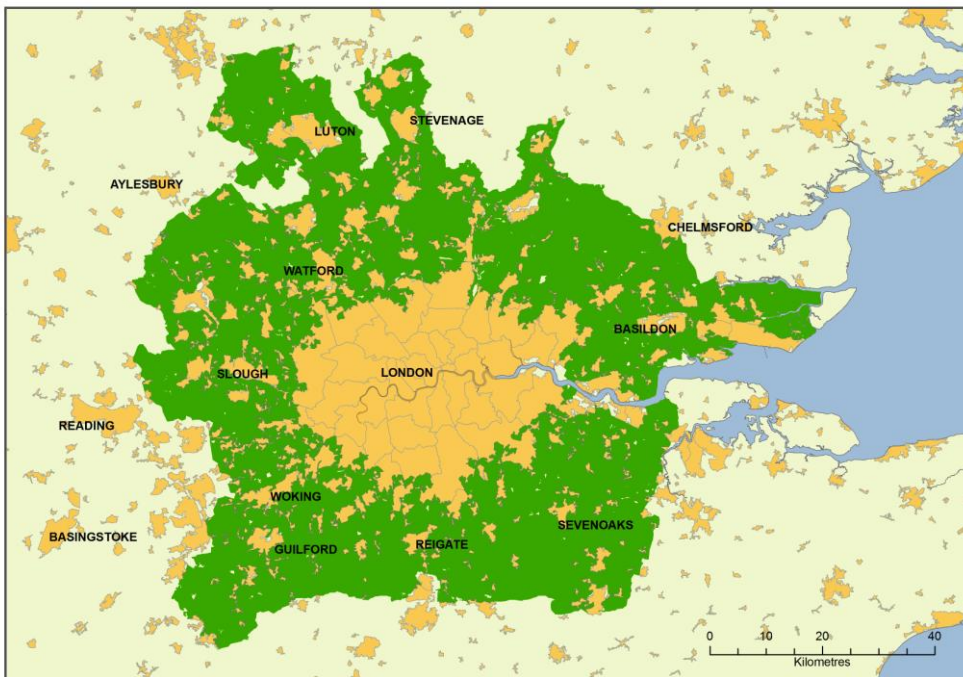 LUTON
STEVENAGE
AYLESBURY
CHELMSFORD
WATFORD
BASILDON
SLOUGH
LONDON
READING
WOKING
BASINGSTOKE
GUILFORD
REIGATE
SEVENOAKS
0 10 20 40
Kilometres